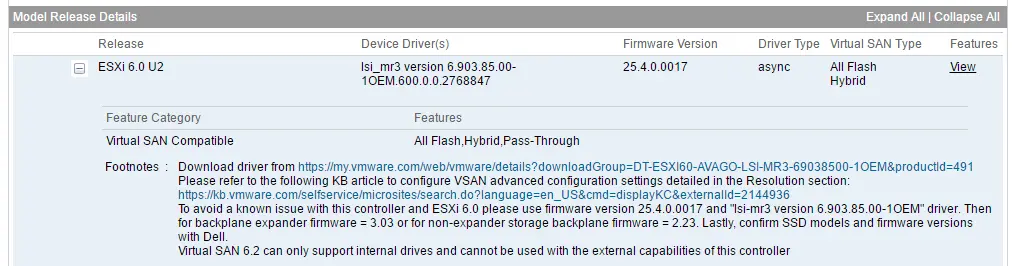 Model Release Details Expand All | Collapse All
Release Device Driver(s) Firmware Version Driver Type Virtual SAN Type Features
ESXi 6.0 U2 lsi_mr3 version 6.903.85.00- 25.4.0.0017 async All Flash View
1OEM.600.0.0.2768847 Hybrid
Feature Category Features
Virtual SAN Compatible All Flash,Hybrid,Pass-Through
Footnotes : Download driver from https://my.vmware.com/web/vmware/details?downloadGroup=DT-ESXI60-AVAGO-LSI-MR3-69038500-1OEM&productId=491
Please refer to the following KB article to configure VSAN advanced configuration settings detailed in the Resolution section:
https://kb.vmware.com/selfservice/microsites/search.do?language=en_US&cmd=displayKC&externalId=2144936
To avoid a known issue with this controller and ESXi 6.0 please use firmware version 25.4.0.0017 and "lsi-mr3 version 6.903.85.00-1OEM" driver. Then
for backplane expander firmware = 3.03 or for non-expander storage backplane firmware = 2.23. Lastly, confirm SSD models and firmware versions
with Dell.
Virtual SAN 6.2 can only support internal drives and cannot be used with the external capabilities of this controller